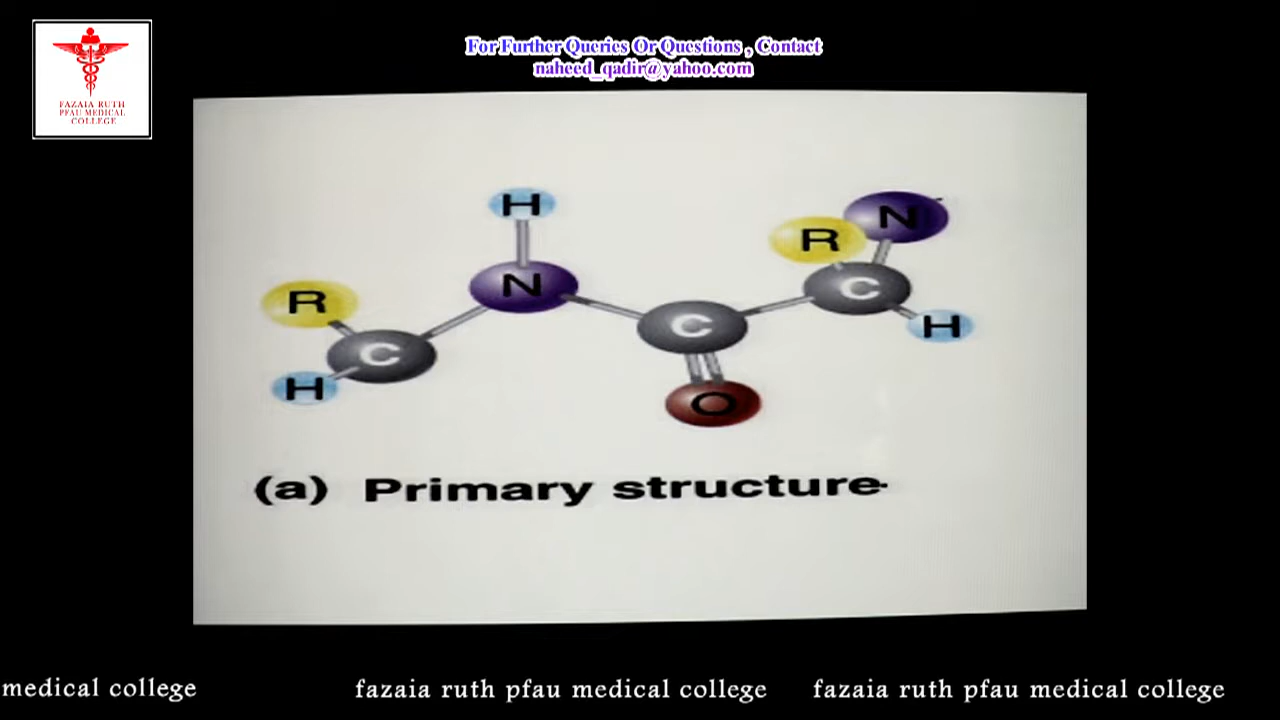 For Further Queries Or Questions , Contact
naheed_qadir@yahoo.com
FAZAIA RUTH
PFAU MEDICAL
COLLEGE
H
N
R
N
R
C
C
H
C
H
O
(a) Primary structure
medical college fazaia ruth pfau medical college fazaia ruth pfau medical college